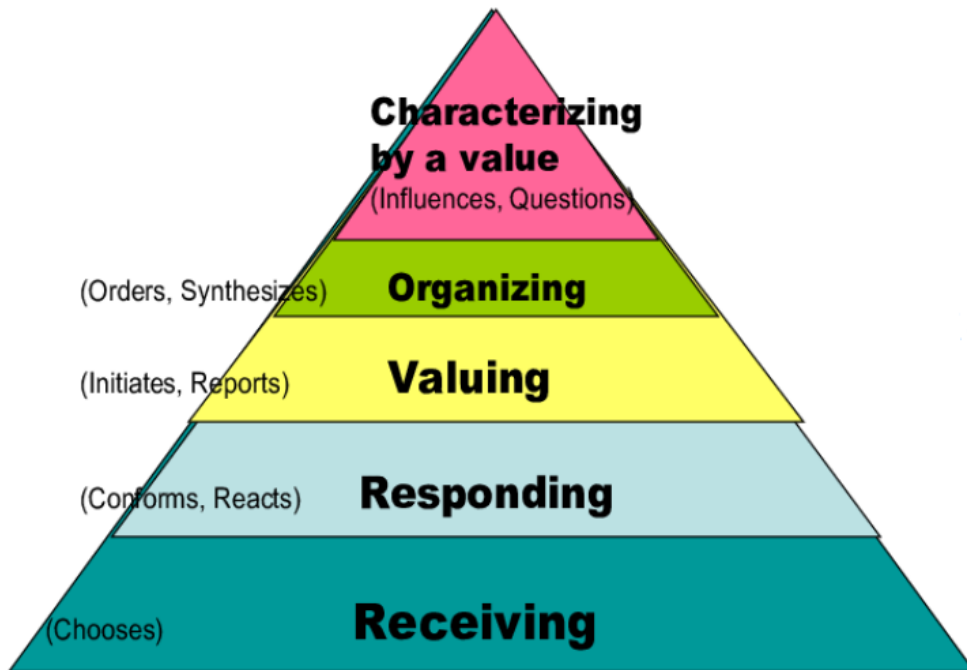 Characterizing
by a value
(Influences, Questions)
(Orders, Synthesizes) Organizing
(Initiates, Reports) Valuing
(Conforms, Reacts) Responding
(Chooses) Receiving